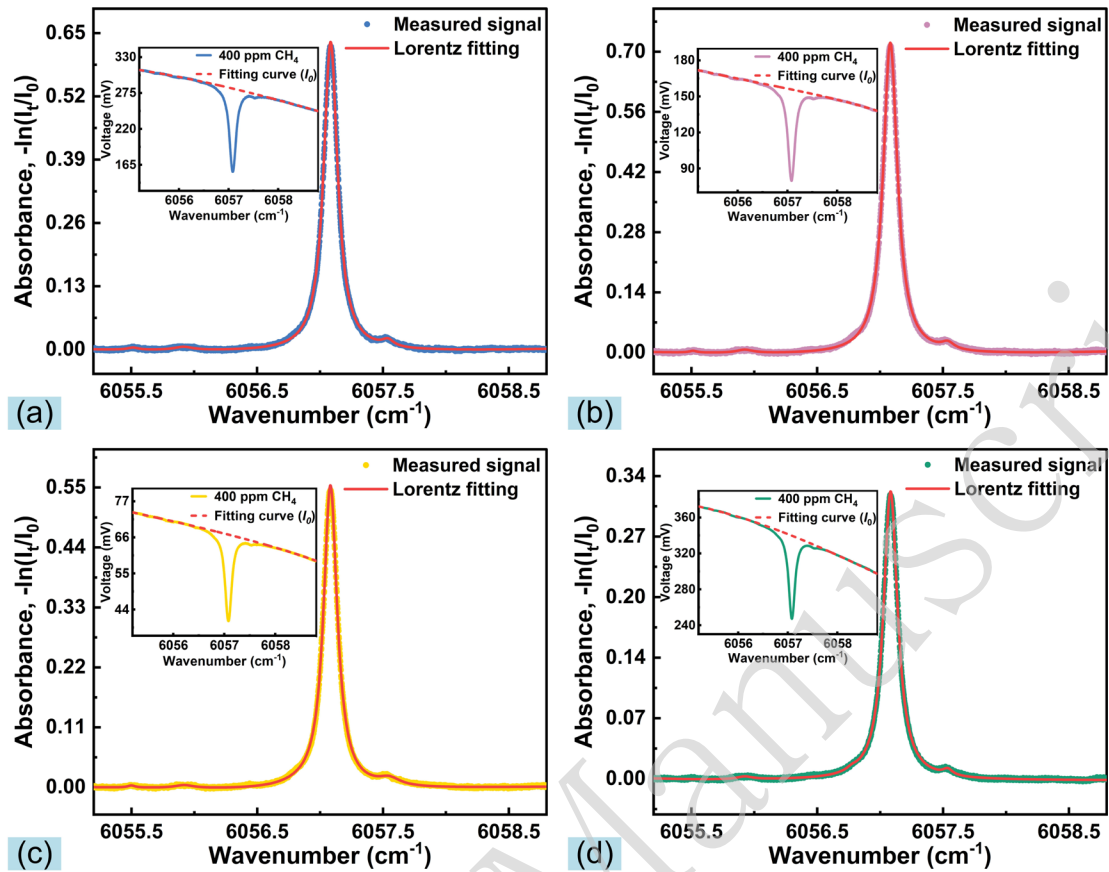 Measured signal
Lorentz fitting
400 ppm CH₄
Fitting curve (I₀)
330
275
220
165
Voltage (mV)
6056 6057 6058
Wavenumber (cm⁻¹)
0.65
0.52
0.39
0.26
0.13
0.00
Absorbance, -ln(Iₜ/I₀)
6055.5 6056.5 6057.5 6058.5
Wavenumber (cm⁻¹)
(a)
Measured signal
Lorentz fitting
400 ppm CH₄
Fitting curve (I₀)
180
150
120
90
Voltage (mV)
6056 6057 6058
Wavenumber (cm⁻¹)
0.70
0.56
0.42
0.28
0.14
0.00
Absorbance, -ln(Iₜ/I₀)
6055.5 6056.5 6057.5 6058.5
Wavenumber (cm⁻¹)
(b)
Measured signal
Lorentz fitting
400 ppm CH₄
Fitting curve (I₀)
77
66
55
44
Voltage (mV)
6056 6057 6058
Wavenumber (cm⁻¹)
0.55
0.44
0.33
0.22
0.11
0.00
Absorbance, -ln(Iₜ/I₀)
6055.5 6056.5 6057.5 6058.5
Wavenumber (cm⁻¹)
(c)
Measured signal
Lorentz fitting
400 ppm CH₄
Fitting curve (I₀)
360
320
280
240
Voltage (mV)
6056 6057 6058
Wavenumber (cm⁻¹)
0.34
0.27
0.20
0.14
0.07
0.00
Absorbance, -ln(Iₜ/I₀)
6055.5 6056.5 6057.5 6058.5
Wavenumber (cm⁻¹)
(d)
Manuscri